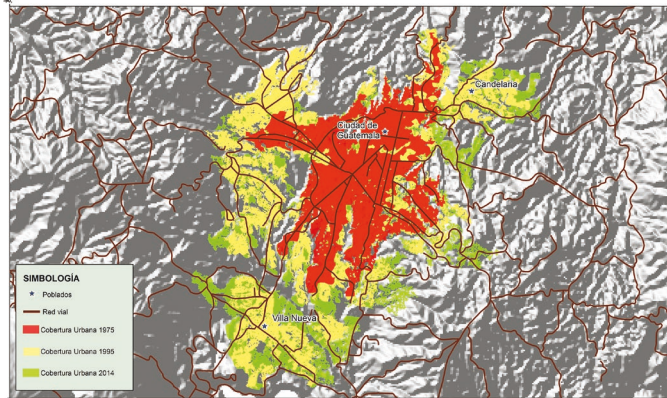 Candelaria
Ciudad de
Guatemala
Villa Nueva
SIMBOLOGÍA
Poblados
Red vial
Cobertura Urbana 1975
Cobertura Urbana 1995
Cobertura Urbana 2014